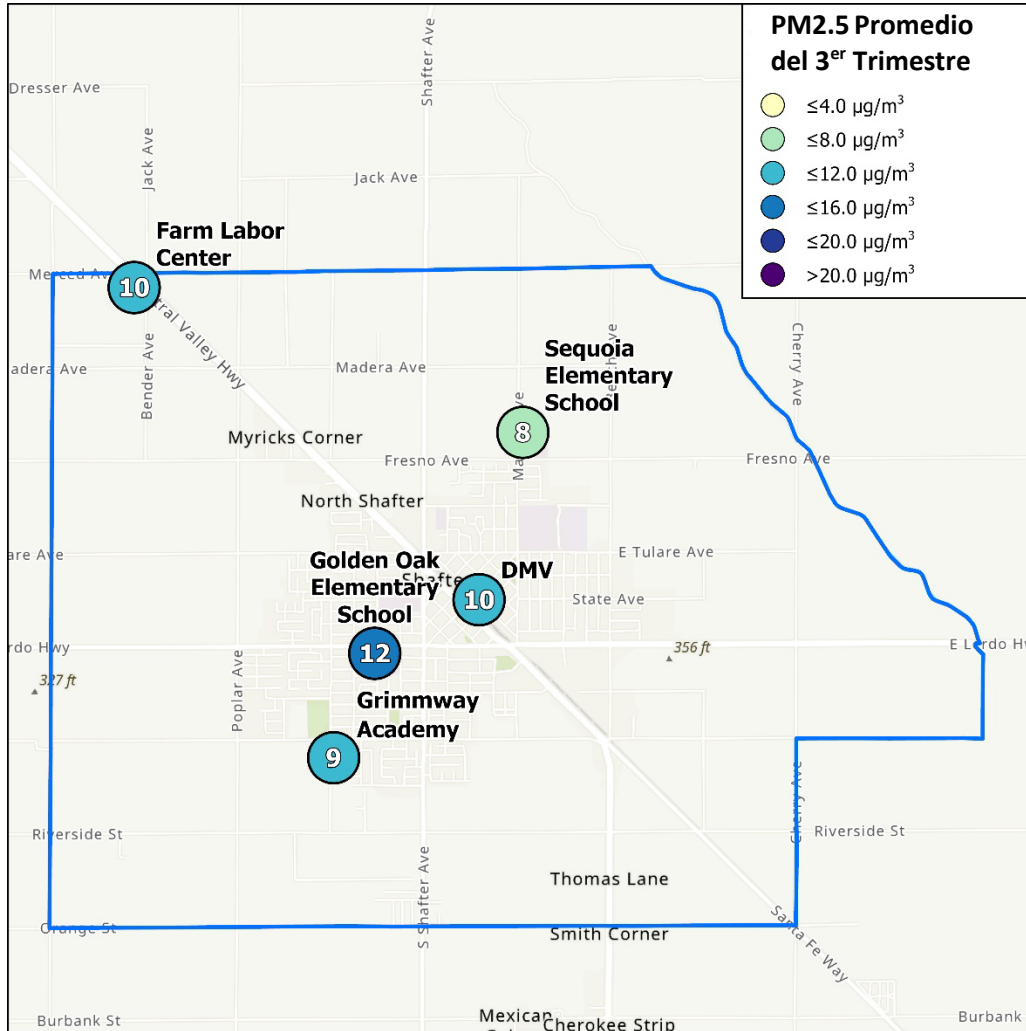 PM2.5 Promedio
del 3er Trimestre
≤4.0 µg/m³
≤8.0 µg/m³
≤12.0 µg/m³
≤16.0 µg/m³
≤20.0 µg/m³
>20.0 µg/m³
Dresser Ave
Shafter Ave
Jack Ave
Jack Ave
Farm Labor
Center
Merced
10
Valley Hwy
Cherry Ave
Sequoia
Elementary
School
Madera Ave
Bender Ave
8
Myricks Corner
Fresno Ave
Fresno Ave
North Shafter
E Tulare Ave
Golden Oak
Elementary
School
DMV
10
State Ave
12
356 ft
327 ft
Poplar Ave
Grimmway
Academy
9
Cherry Ave
Riverside St
Riverside St
Thomas Lane
S Shafter Ave
Orange St
Smith Corner
Santa Fe Way
Mexican
Cherokee Strip
Burbank St
Burbank